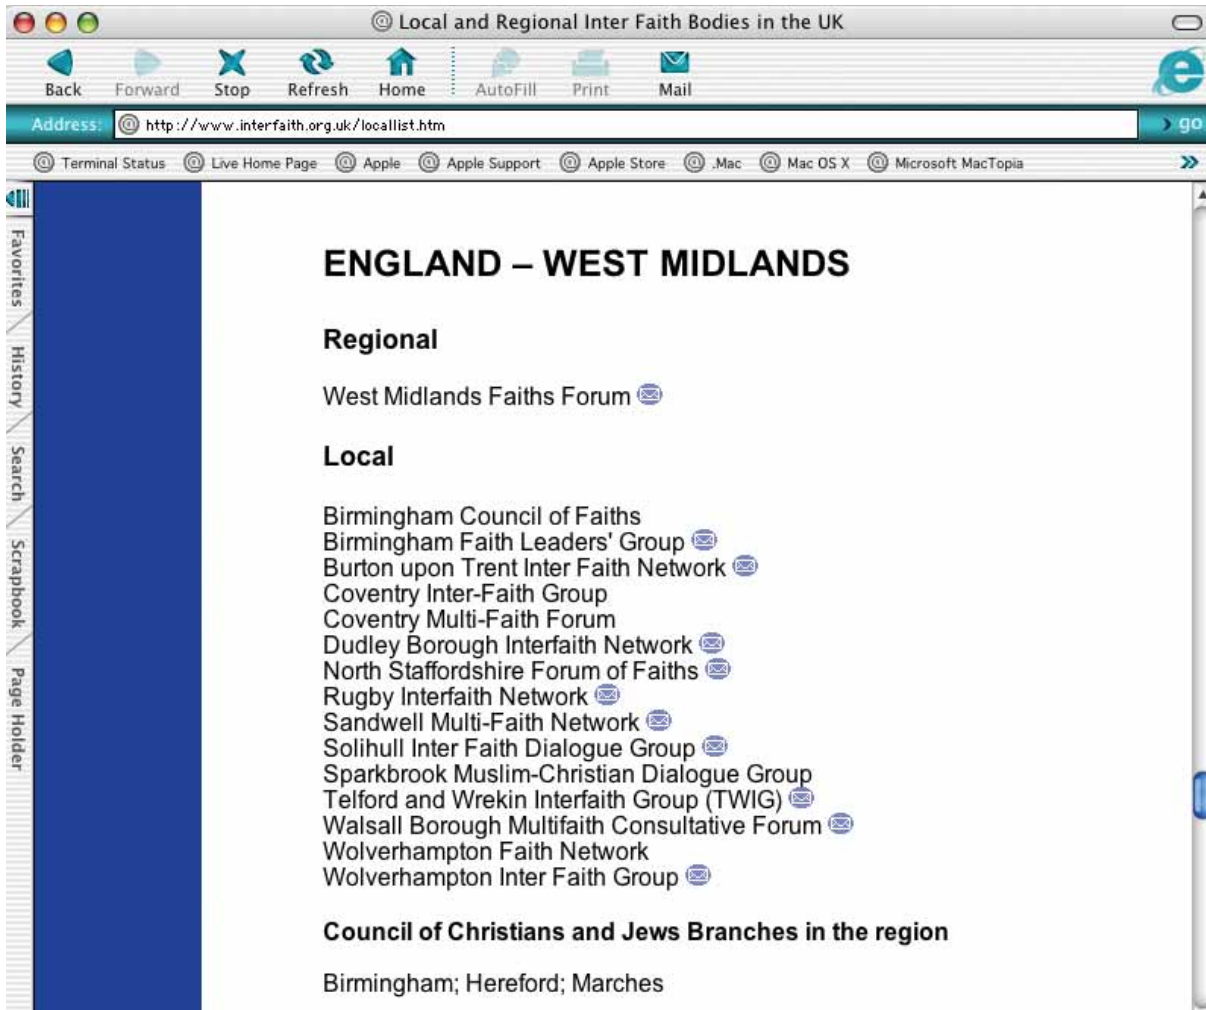 @ Local and Regional Inter Faith Bodies in the UK
Back Forward Stop Refresh Home AutoFill Print Mail
Address: @ http://www.interfaith.org.uk/locallist.htm go
@ Terminal Status @ Live Home Page @ Apple @ Apple Support @ Apple Store @ .Mac @ Mac OS X @ Microsoft MacTopia
Favorites
History
Search
Scrapbook
Page Holder
ENGLAND – WEST MIDLANDS
Regional
West Midlands Faiths Forum
Local
Birmingham Council of Faiths
Birmingham Faith Leaders' Group
Burton upon Trent Inter Faith Network
Coventry Inter-Faith Group
Coventry Multi-Faith Forum
Dudley Borough Interfaith Network
North Staffordshire Forum of Faiths
Rugby Interfaith Network
Sandwell Multi-Faith Network
Solihull Inter Faith Dialogue Group
Sparkbrook Muslim-Christian Dialogue Group
Telford and Wrekin Interfaith Group (TWIG)
Walsall Borough Multifaith Consultative Forum
Wolverhampton Faith Network
Wolverhampton Inter Faith Group
Council of Christians and Jews Branches in the region
Birmingham; Hereford; Marches